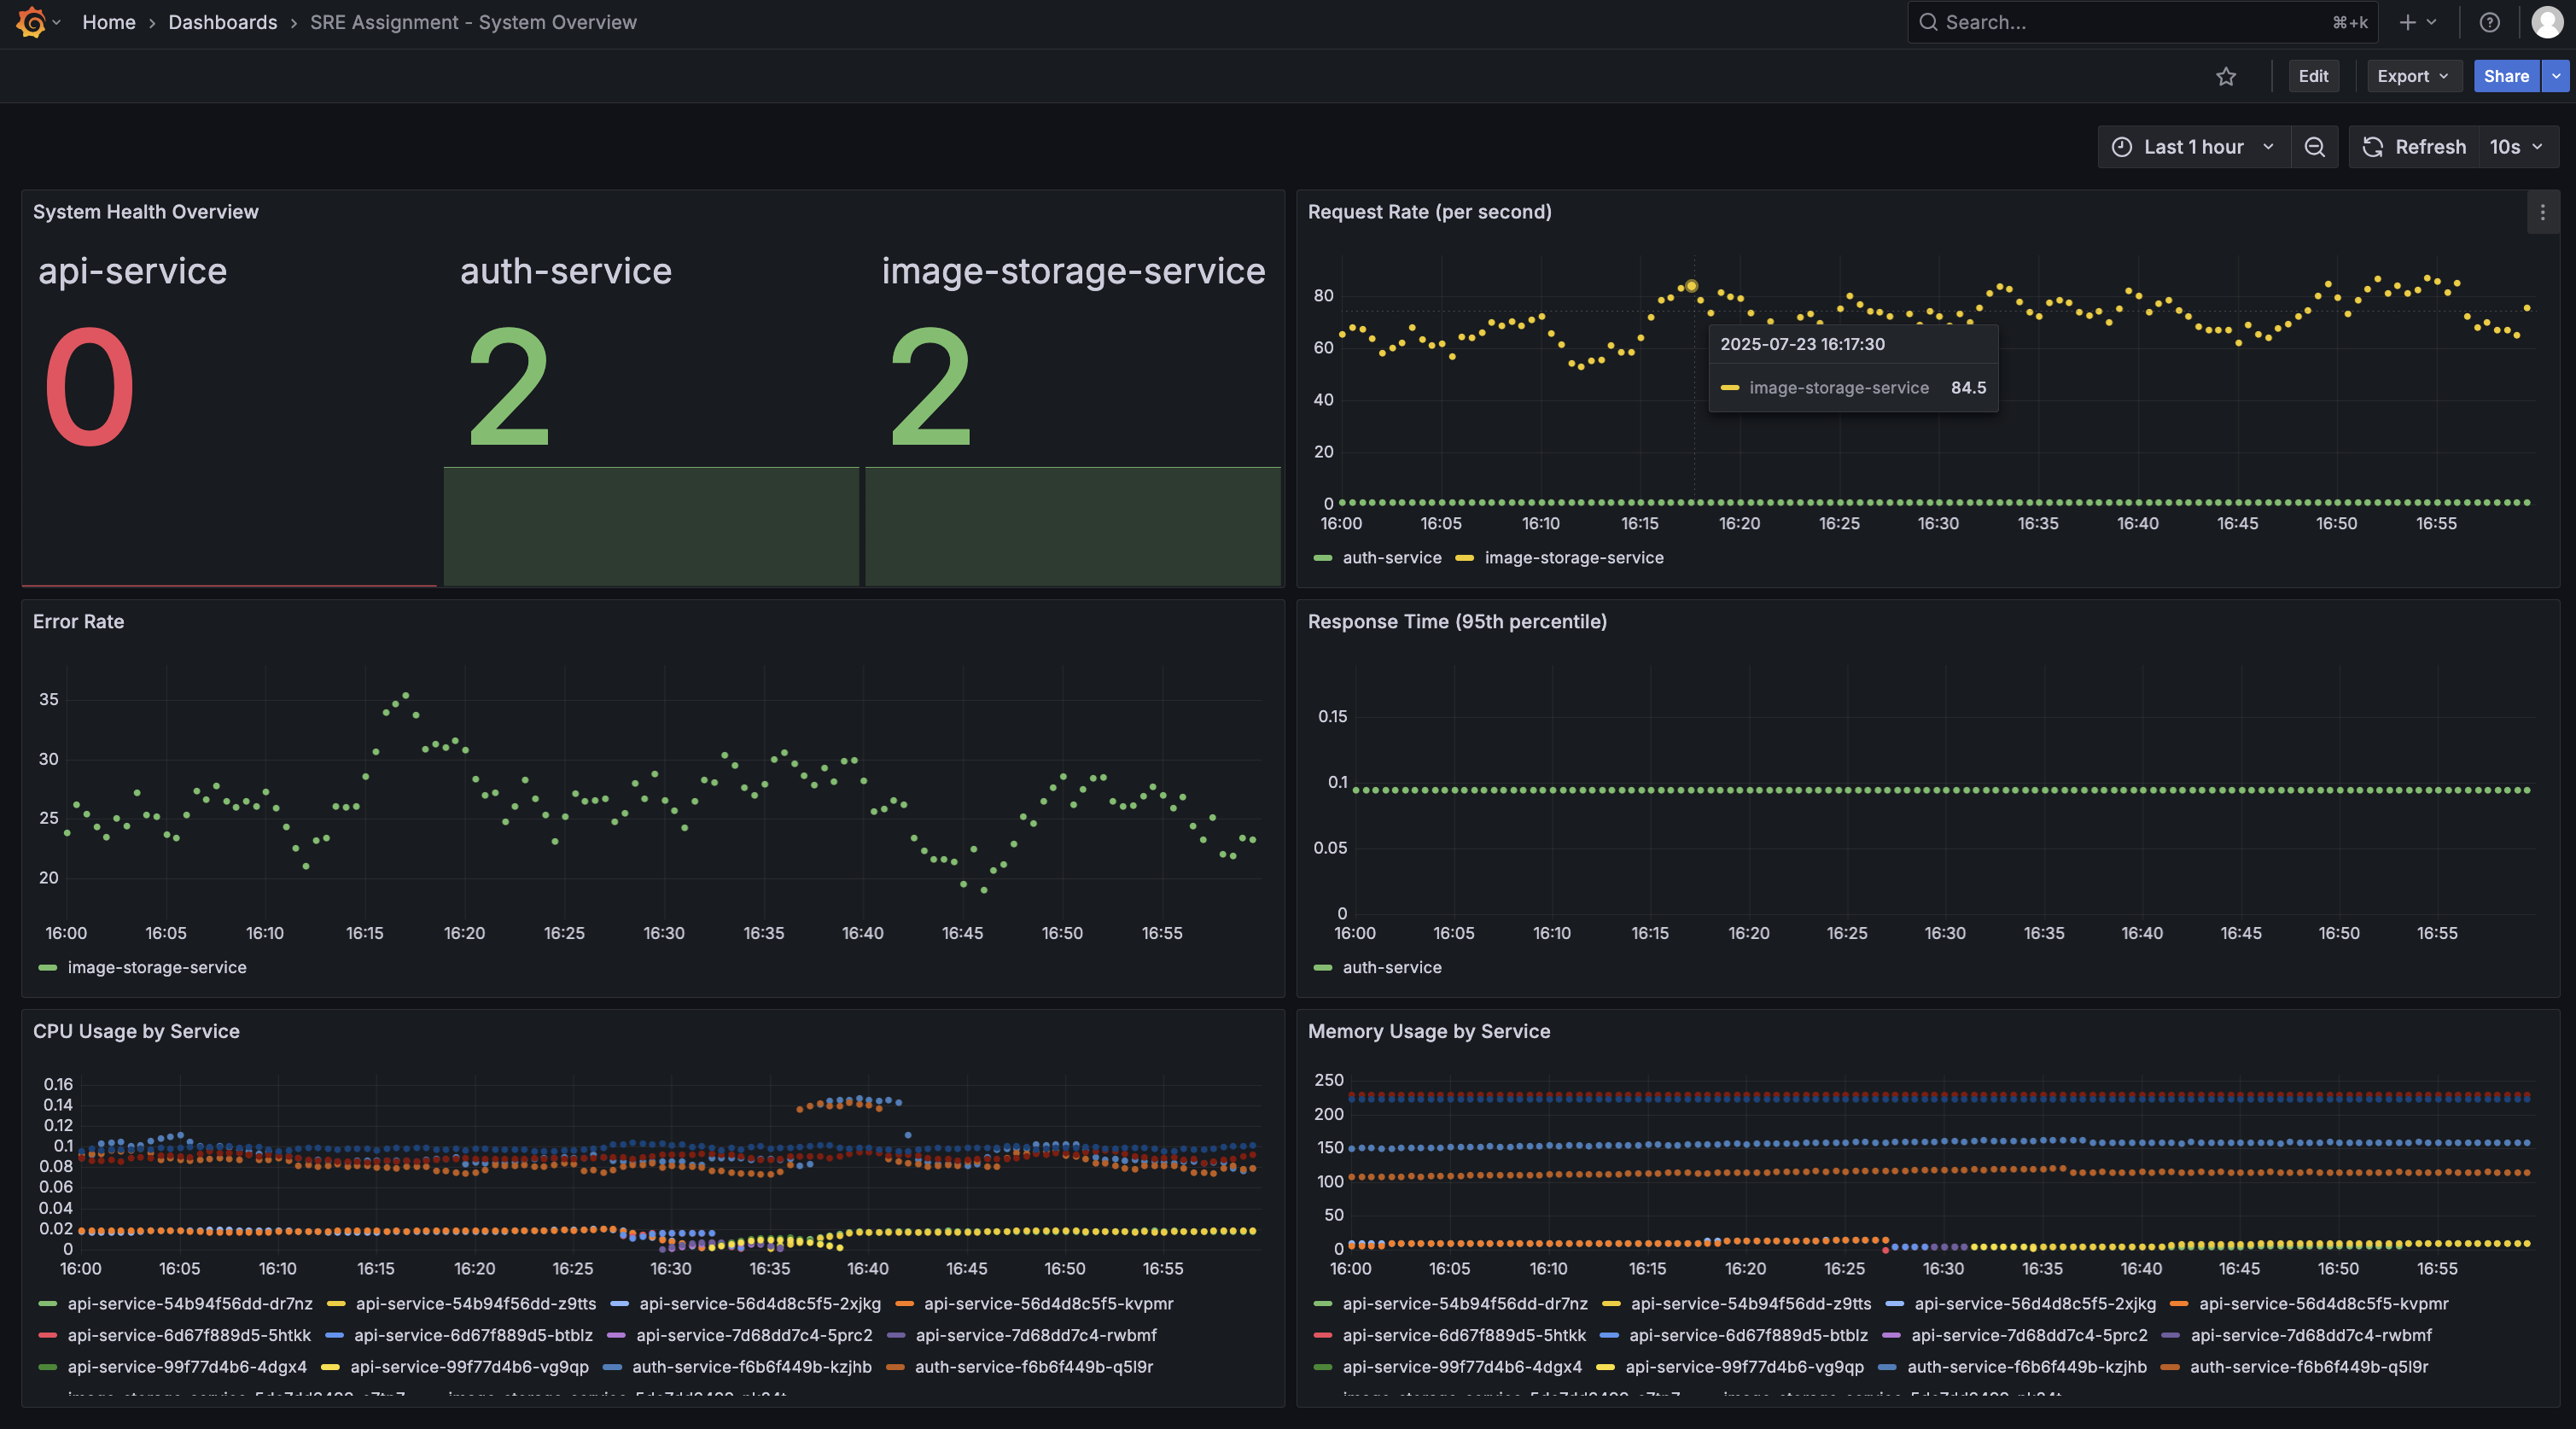 Home › Dashboards › SRE Assignment - System Overview
Search... ⌘+k
Edit Export Share
Last 1 hour Refresh 10s
System Health Overview
api-service auth-service image-storage-service
0 2 2
Request Rate (per second)
80
60
40
20
0
16:00 16:05 16:10 16:15 16:20 16:25 16:30 16:35 16:40 16:45 16:50 16:55
2025-07-23 16:17:30
image-storage-service 84.5
auth-service image-storage-service
Error Rate
35
30
25
20
16:00 16:05 16:10 16:15 16:20 16:25 16:30 16:35 16:40 16:45 16:50 16:55
image-storage-service
Response Time (95th percentile)
0.15
0.1
0.05
0
16:00 16:05 16:10 16:15 16:20 16:25 16:30 16:35 16:40 16:45 16:50 16:55
auth-service
CPU Usage by Service
0.16
0.14
0.12
0.1
0.08
0.06
0.04
0.02
0
16:00 16:05 16:10 16:15 16:20 16:25 16:30 16:35 16:40 16:45 16:50 16:55
api-service-54b94f56dd-dr7nz api-service-54b94f56dd-z9tts api-service-56d4d8c5f5-2xjkg api-service-56d4d8c5f5-kvpmr
api-service-6d67f889d5-5htkk api-service-6d67f889d5-btblz api-service-7d68dd7c4-5prc2 api-service-7d68dd7c4-rwbmf
api-service-99f77d4b6-4dgx4 api-service-99f77d4b6-vg9qp auth-service-f6b6f449b-kzjhb auth-service-f6b6f449b-q5l9r
Memory Usage by Service
250
200
150
100
50
0
16:00 16:05 16:10 16:15 16:20 16:25 16:30 16:35 16:40 16:45 16:50 16:55
api-service-54b94f56dd-dr7nz api-service-54b94f56dd-z9tts api-service-56d4d8c5f5-2xjkg api-service-56d4d8c5f5-kvpmr
api-service-6d67f889d5-5htkk api-service-6d67f889d5-btblz api-service-7d68dd7c4-5prc2 api-service-7d68dd7c4-rwbmf
api-service-99f77d4b6-4dgx4 api-service-99f77d4b6-vg9qp auth-service-f6b6f449b-kzjhb auth-service-f6b6f449b-q5l9r